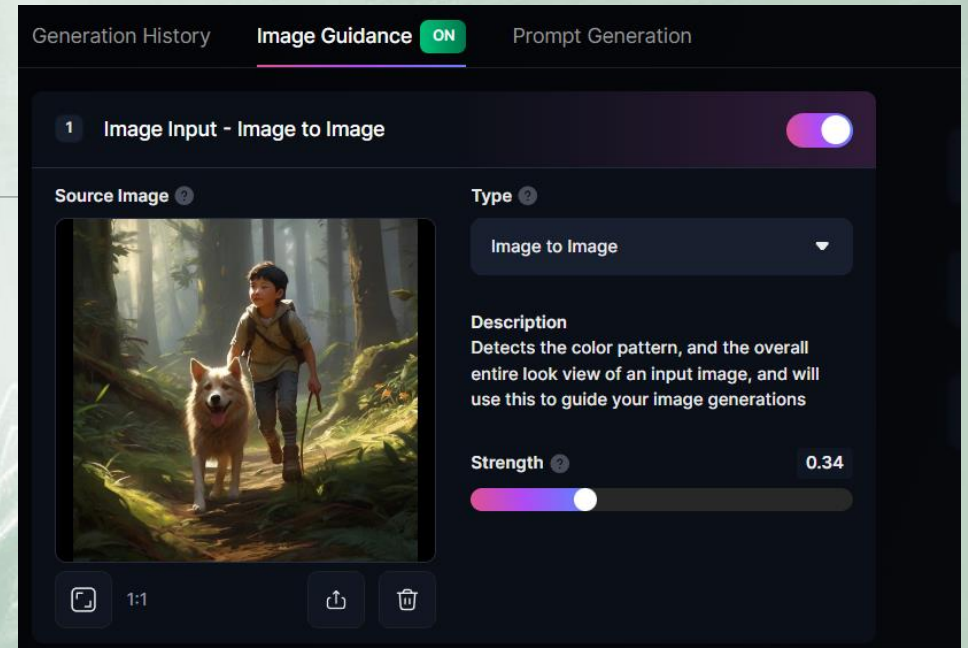 Generation History Image Guidance ON Prompt Generation
1 Image Input - Image to Image
Source Image ?
Type ?
Image to Image
Description
Detects the color pattern, and the overall
entire look view of an input image, and will
use this to guide your image generations
Strength ? 0.34
1:1